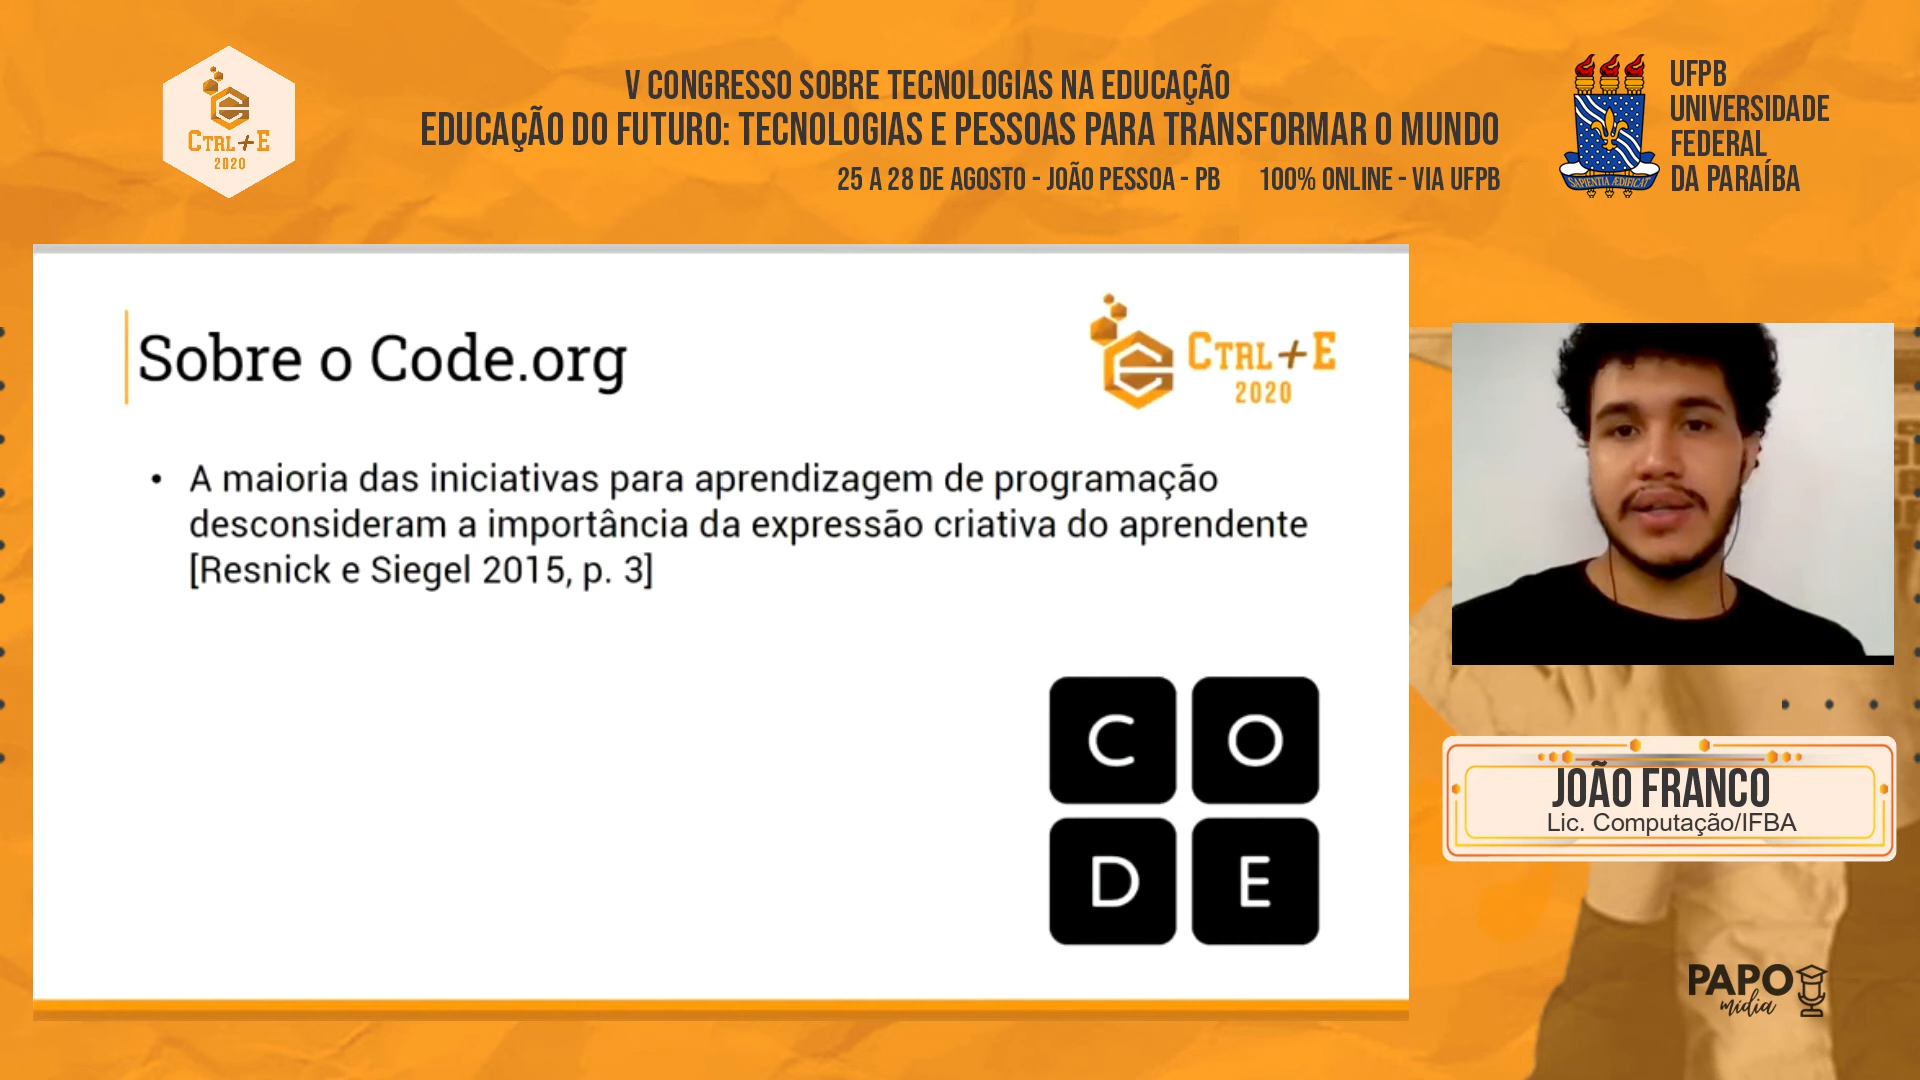 CTRL+E
2020
V CONGRESSO SOBRE TECNOLOGIAS NA EDUCAÇÃO
EDUCAÇÃO DO FUTURO: TECNOLOGIAS E PESSOAS PARA TRANSFORMAR O MUNDO
25 A 28 DE AGOSTO - JOÃO PESSOA - PB 100% ONLINE - VIA UFPB
SAPIENTIA ÆDIFICAT
UFPB
UNIVERSIDADE
FEDERAL
DA PARAÍBA
Sobre o Code.org
CTRL+E
2020
• A maioria das iniciativas para aprendizagem de programação
desconsideram a importância da expressão criativa do aprendente
[Resnick e Siegel 2015, p. 3]
C O
D E
JOÃO FRANCO
Lic. Computação/IFBA
PAPO
mídia